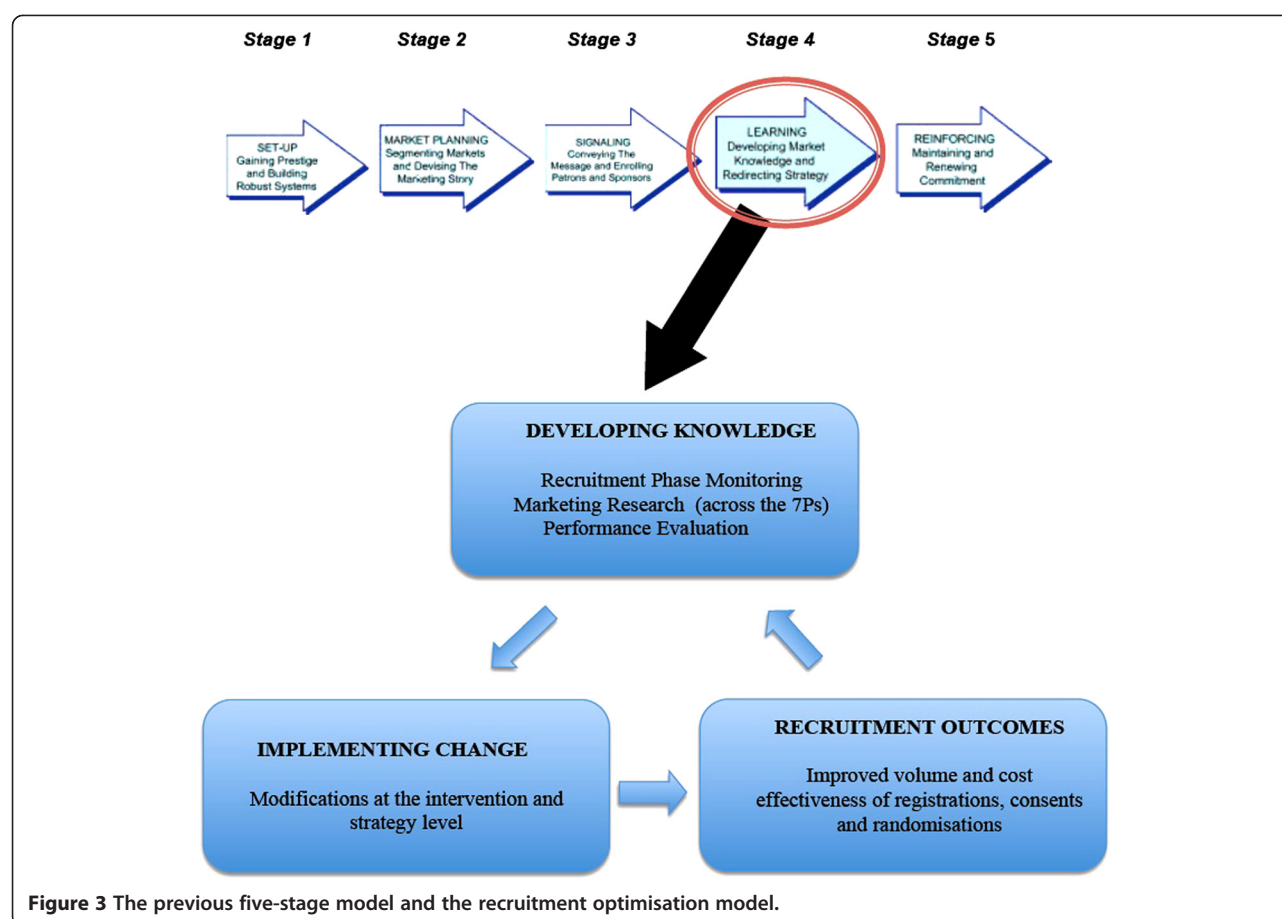 Stage 1 Stage 2 Stage 3 Stage 4 Stage 5
SET-UP
Gaining Prestige
and Building
Robust Systems
MARKET PLANNING
Segmenting Markets
and Devising The
Marketing Story
SIGNALING
Conveying The
Message and Enrolling
Patrons and Sponsors
LEARNING
Developing Market
Knowledge and
Redirecting Strategy
REINFORCING
Maintaining and
Renewing
Commitment
DEVELOPING KNOWLEDGE
Recruitment Phase Monitoring
Marketing Research (across the 7Ps)
Performance Evaluation
IMPLEMENTING CHANGE
Modifications at the intervention and
strategy level
RECRUITMENT OUTCOMES
Improved volume and cost
effectiveness of registrations, consents
and randomisations
Figure 3 The previous five-stage model and the recruitment optimisation model.